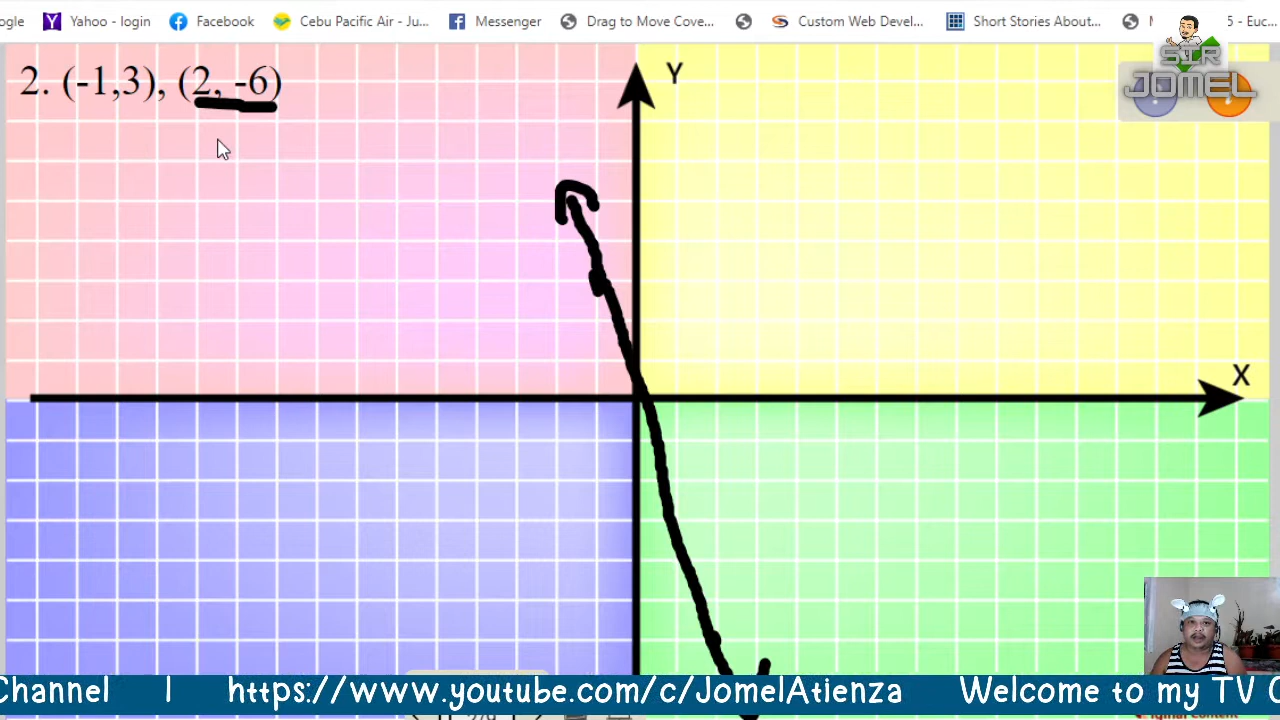 ogle Yahoo - login Facebook Cebu Pacific Air - Ju... Messenger Drag to Move Cove... Custom Web Devel... Short Stories About... 5 - Euc...
SIR
JOMEL
2. (-1,3), (2, -6)
Y
X
Channel | https://www.youtube.com/c/JomelAtienza Welcome to my TV C